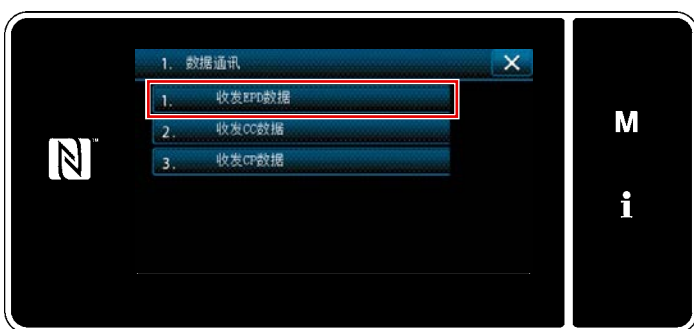 1. 数据通讯
1. 收发EPD数据
2. 收发CC数据
3. 收发CP数据
M
i